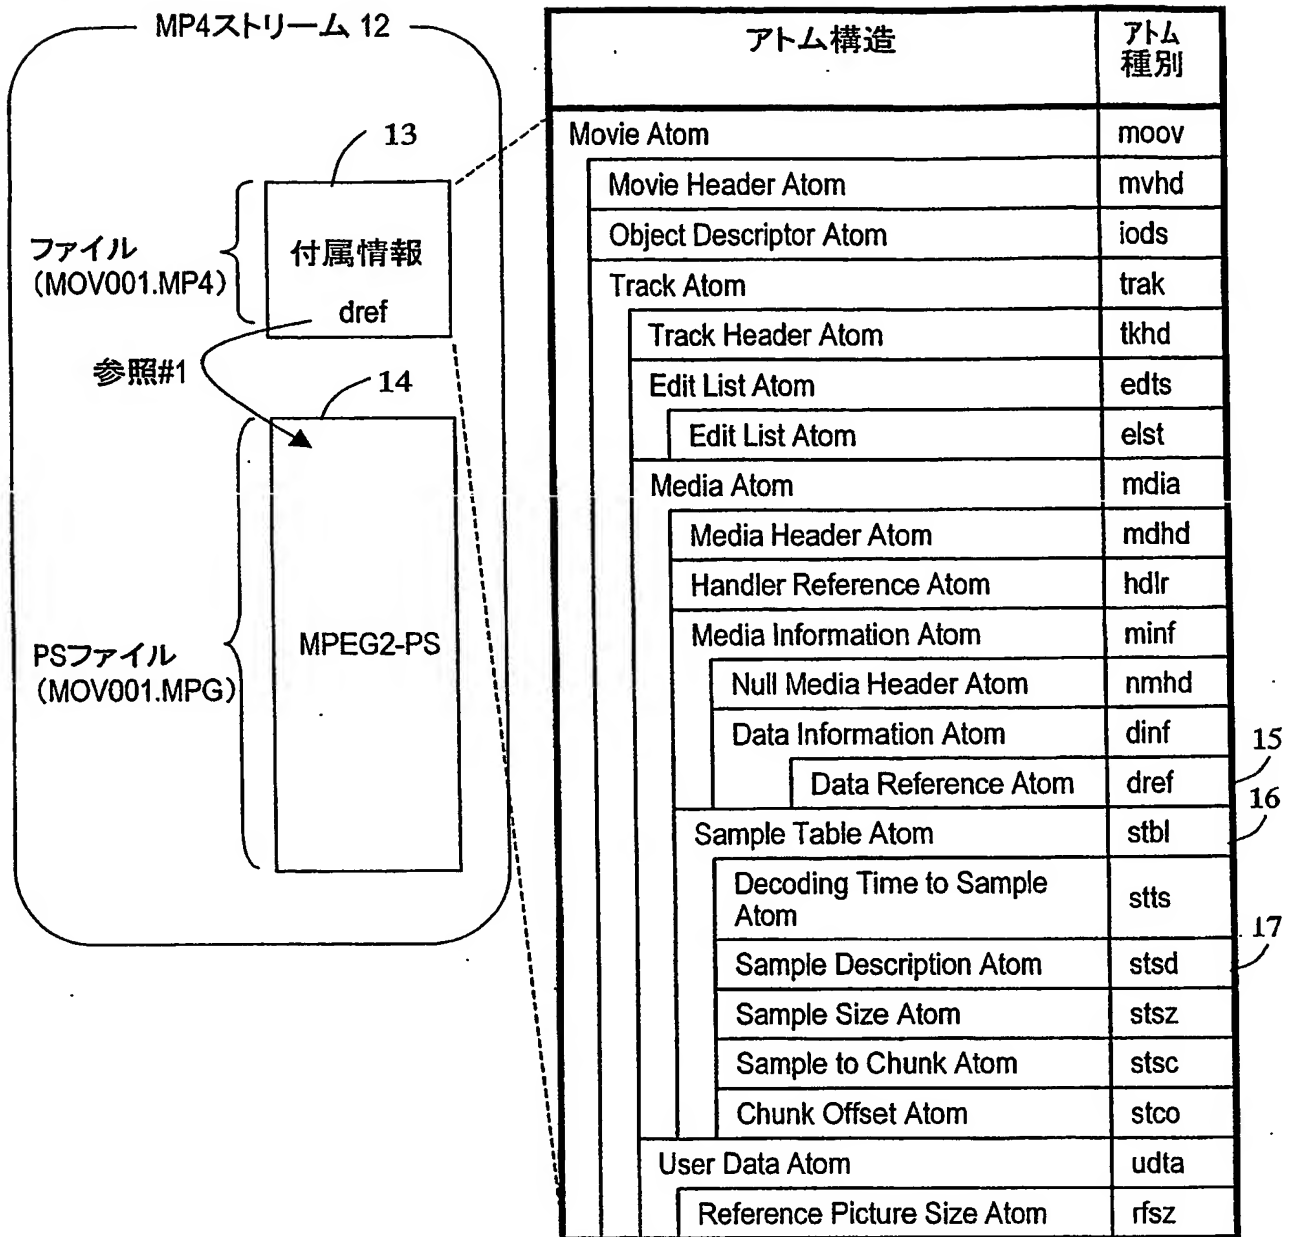 MP4ストリーム 12
13
ファイル
(MOV001.MP4)
付属情報
dref
参照#1
14
PSファイル
(MOV001.MPG)
MPEG2-PS
アトム構造
アトム
種別
Movie Atom moov
Movie Header Atom mvhd
Object Descriptor Atom iods
Track Atom trak
Track Header Atom tkhd
Edit List Atom edts
Edit List Atom elst
Media Atom mdia
Media Header Atom mdhd
Handler Reference Atom hdlr
Media Information Atom minf
Null Media Header Atom nmhd
Data Information Atom dinf
15
Data Reference Atom dref
16
Sample Table Atom stbl
Decoding Time to Sample
Atom stts
17
Sample Description Atom stsd
Sample Size Atom stsz
Sample to Chunk Atom stsc
Chunk Offset Atom stco
User Data Atom udta
Reference Picture Size Atom rfsz